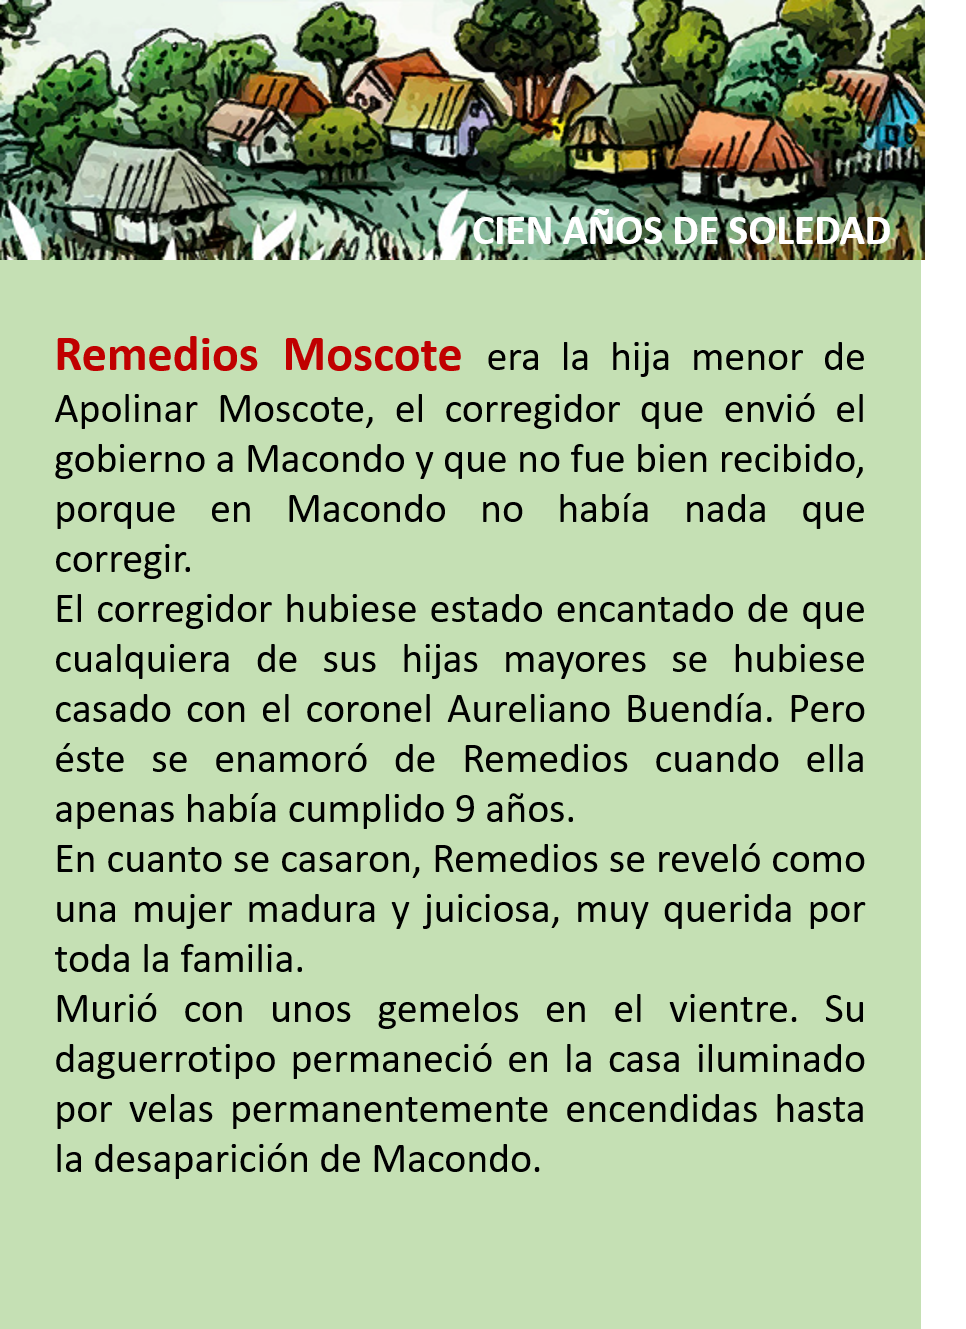 CIEN AÑOS DE SOLEDAD
Remedios Moscote era la hija menor de
Apolinar Moscote, el corregidor que envió el
gobierno a Macondo y que no fue bien recibido,
porque en Macondo no había nada que
corregir.
El corregidor hubiese estado encantado de que
cualquiera de sus hijas mayores se hubiese
casado con el coronel Aureliano Buendía. Pero
éste se enamoró de Remedios cuando ella
apenas había cumplido 9 años.
En cuanto se casaron, Remedios se reveló como
una mujer madura y juiciosa, muy querida por
toda la familia.
Murió con unos gemelos en el vientre. Su
daguerrotipo permaneció en la casa iluminado
por velas permanentemente encendidas hasta
la desaparición de Macondo.